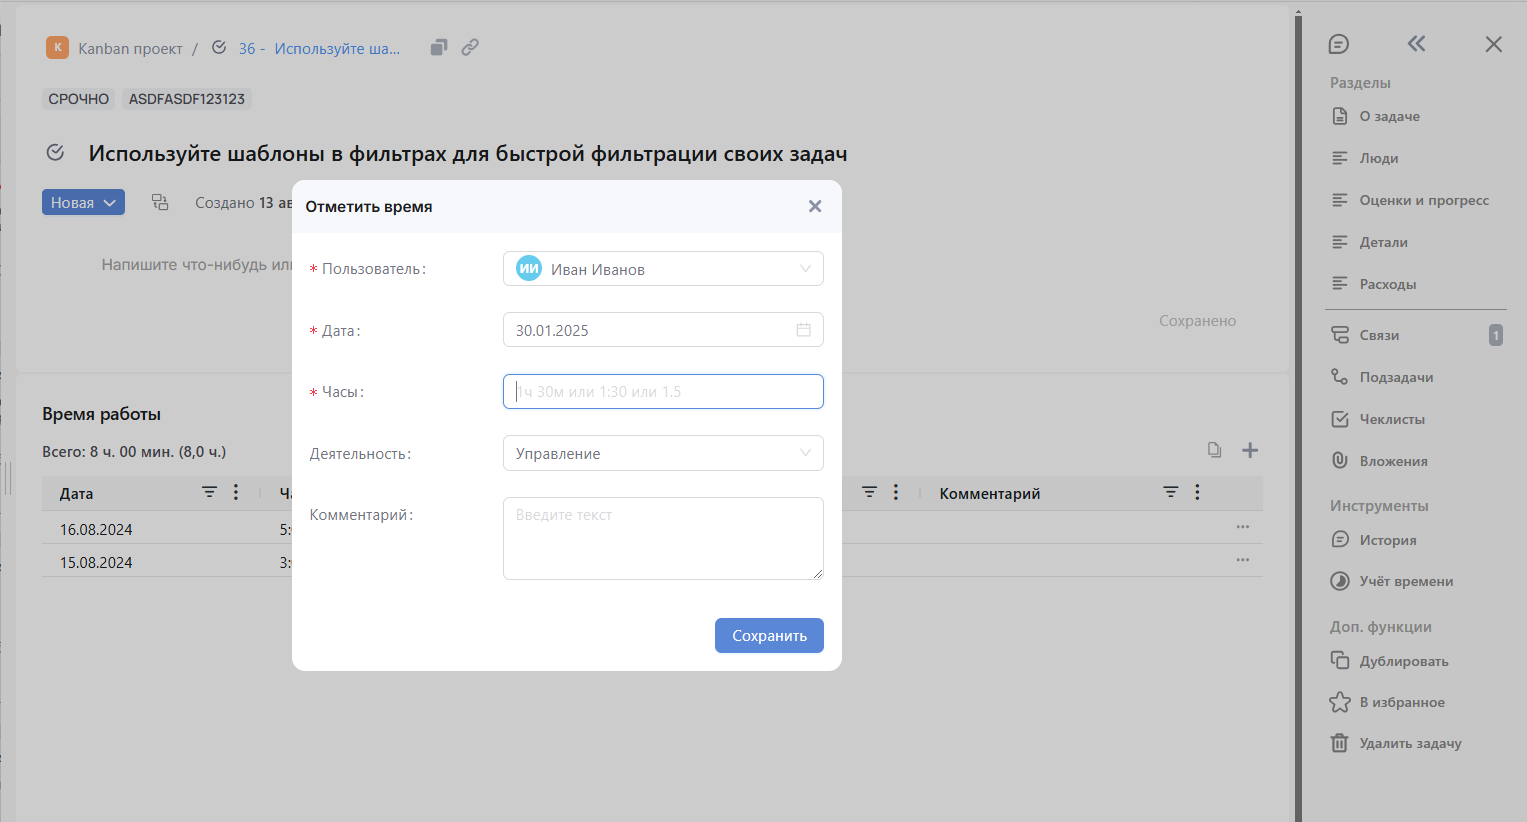 K Kanban проект / 36 - Используйте ша...
СРОЧНО ASDFASDF123123
Используйте шаблоны в фильтрах для быстрой фильтрации своих задач
Новая Создано 13 ав
Напишите что-нибудь или
Сохранено
Отметить время
* Пользователь: ИИ Иван Иванов
* Дата: 30.01.2025
* Часы: 1ч 30м или 1:30 или 1.5
Деятельность: Управление
Комментарий: Введите текст
Сохранить
Время работы
Всего: 8 ч. 00 мин. (8,0 ч.)
Дата Комментарий
16.08.2024 5:
15.08.2024 3:
Разделы
О задаче
Люди
Оценки и прогресс
Детали
Расходы
Связи 1
Подзадачи
Чеклисты
Вложения
Инструменты
История
Учёт времени
Доп. функции
Дублировать
В избранное
Удалить задачу